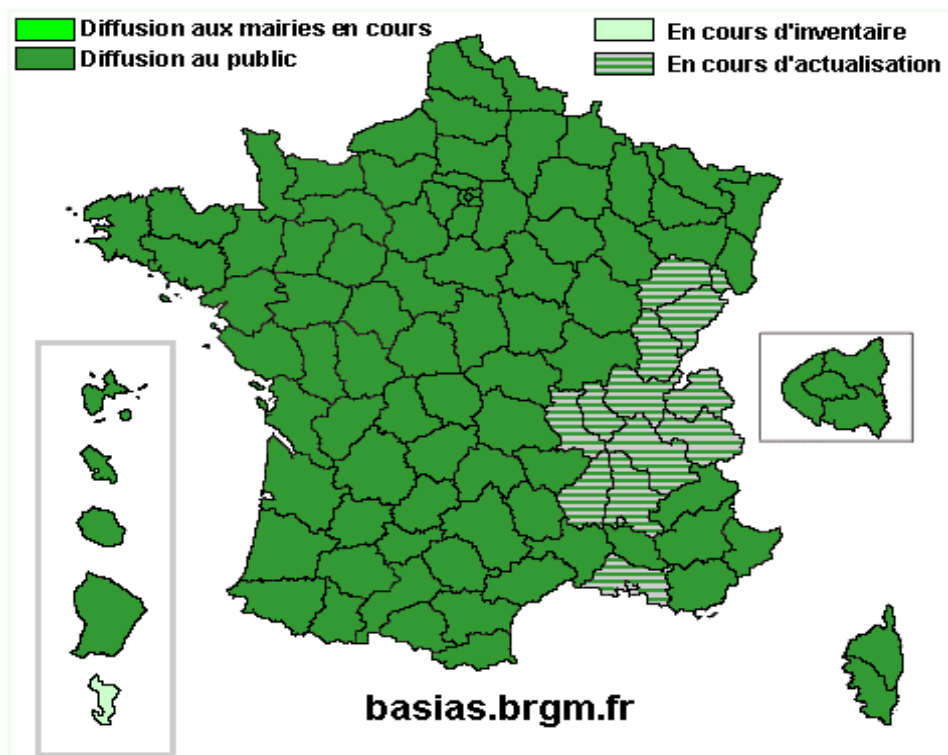 Diffusion aux mairies en cours
Diffusion au public
En cours d'inventaire
En cours d'actualisation
basias.brgm.fr